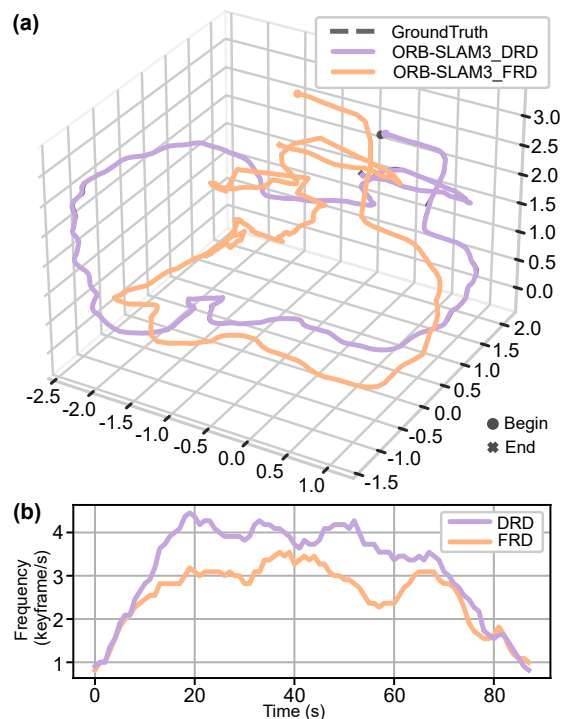 (a)
GroundTruth
ORB-SLAM3_DRD
ORB-SLAM3_FRD
3.0
2.5
2.0
1.5
1.0
0.5
0.0
2.0
1.5
1.0
0.5
0.0
-0.5
-1.0
-1.5
-2.5
-2.0
-1.5
-1.0
-0.5
0.0
0.5
1.0
Begin
End
(b)
DRD
FRD
Frequency
(keyframe/s)
4
3
2
1
0
20
40
60
80
Time (s)